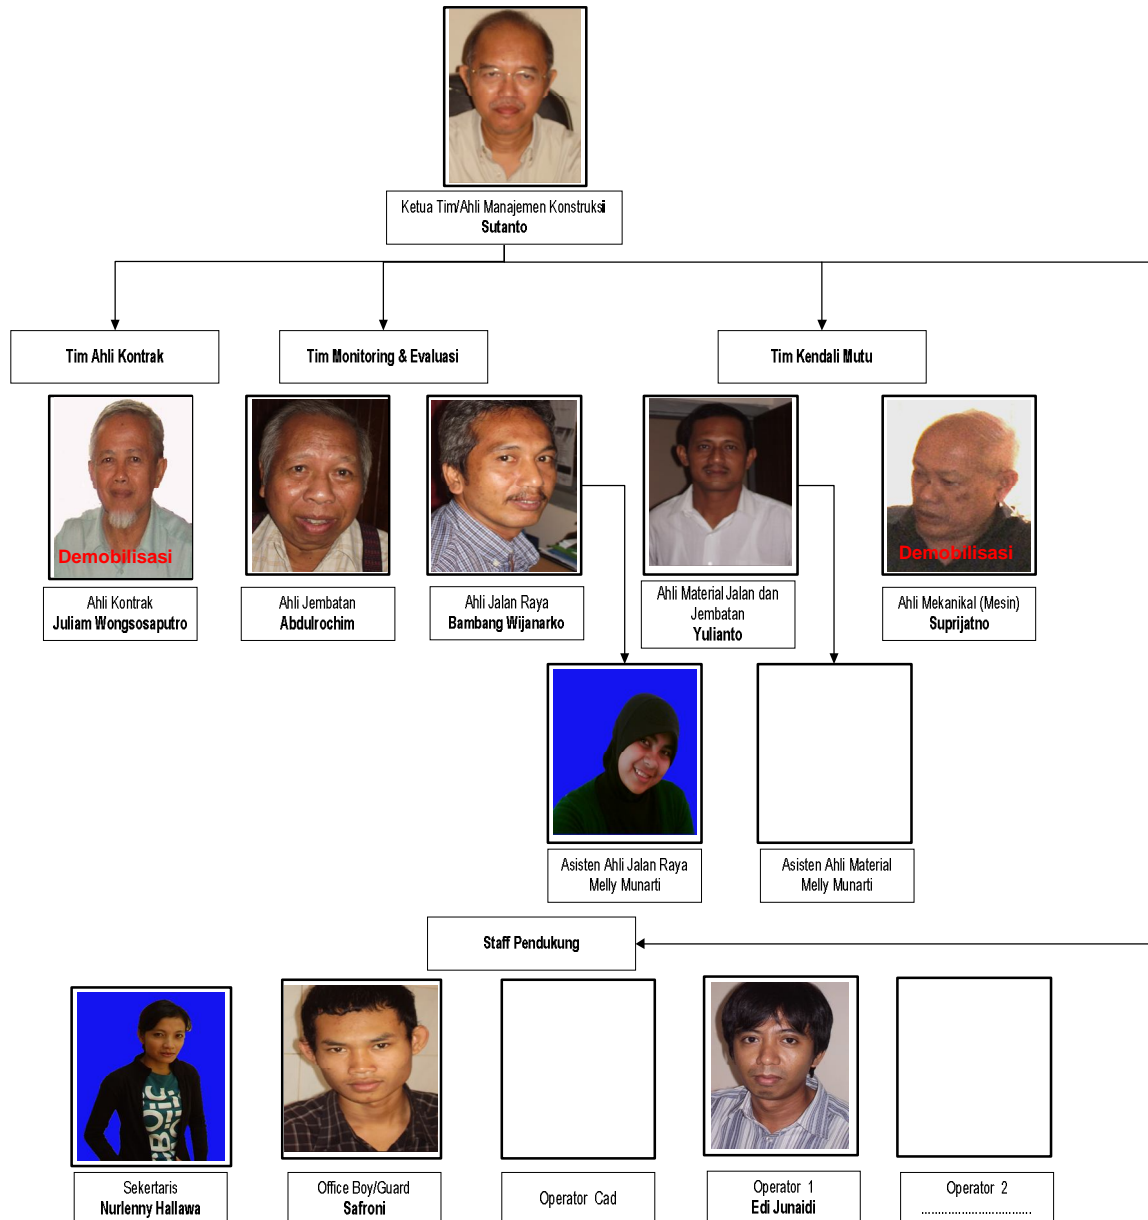 Ketua Tim/Ahli Manajemen Konstruksii
Sutanto
Tim Ahli Kontrak
Tim Monitoring & Evaluasi
Tim Kendali Mutu
Demobilisasi
Demobilisasi
Ahli Kontrak
Juliam Wongsosaputro
Ahli Jembatan
Abdulrochim
Ahli Jalan Raya
Bambang Wijanarko
Ahli Material Jalan dan
Jembatan
Yulianto
Ahli Mekanikal (Mesin)
Suprijatno
Asisten Ahli Jalan Raya
Melly Munarti
Asisten Ahli Material
Melly Munarti
Staff Pendukung
Sekertaris
Nurlenny Hallawa
Office Boy/Guard
Safroni
Operator Cad
Operator 1
Edi Junaidi
Operator 2
.................................